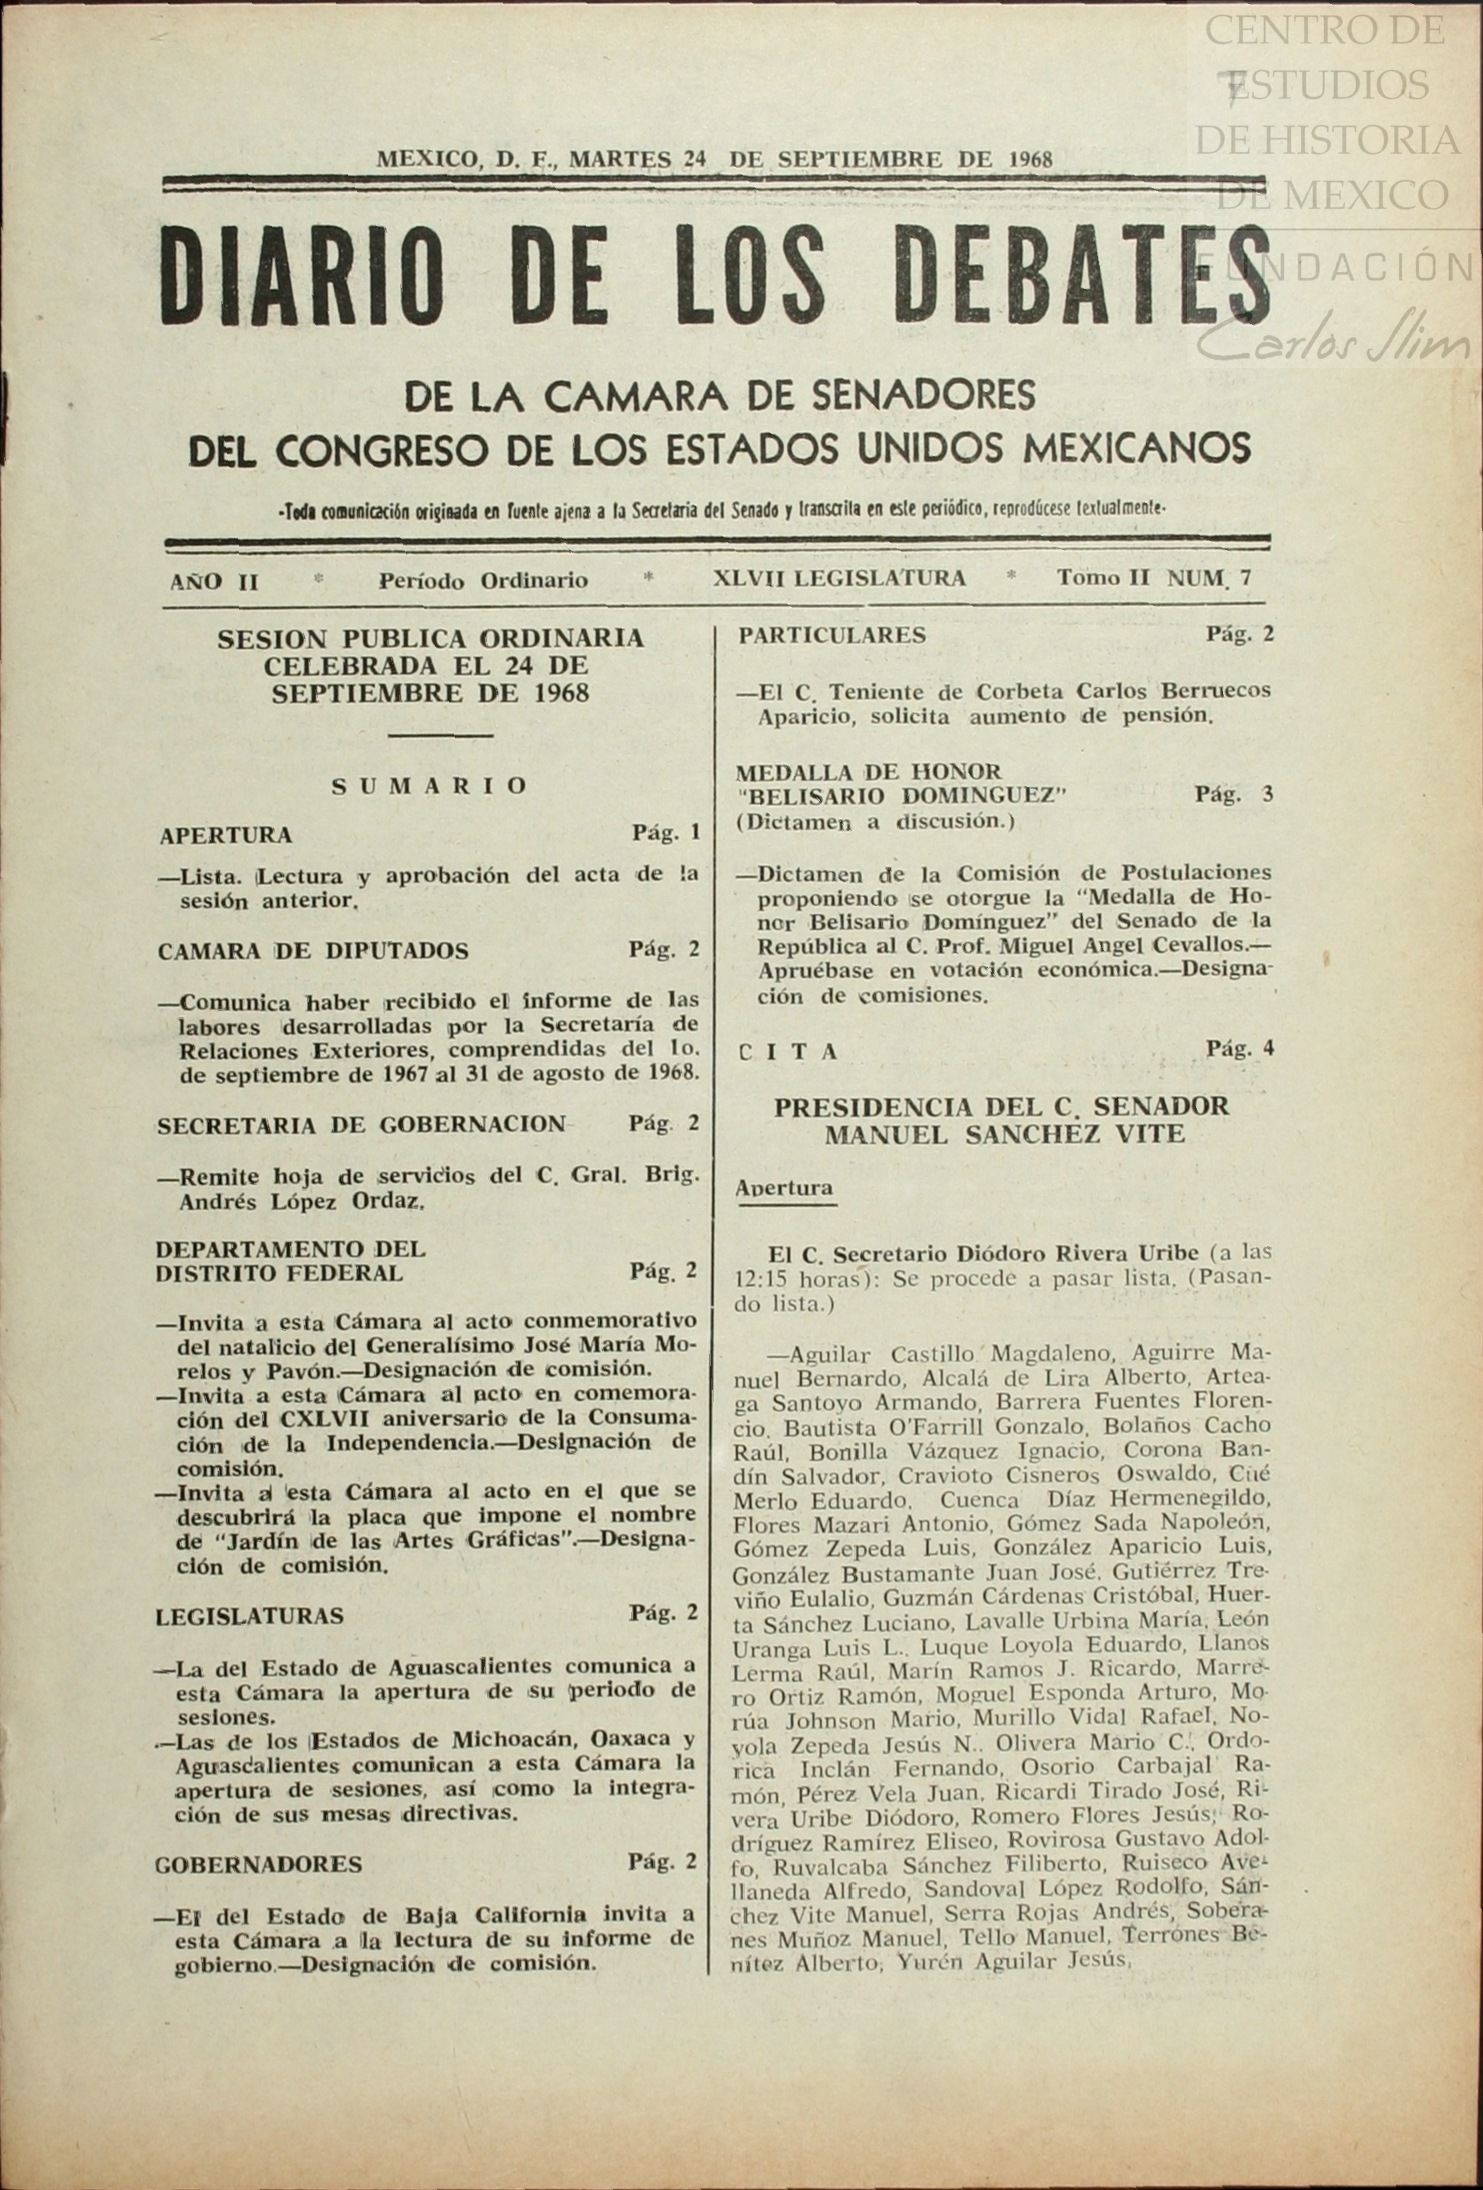 CENTRO DE
ESTUDIOS
DE HISTORIA
DE MEXICO
FUNDACIÓN
Carlos Slim
MEXICO, D. F., MARTES 24 DE SEPTIEMBRE DE 1968
DIARIO DE LOS DEBATES
DE LA CAMARA DE SENADORES
DEL CONGRESO DE LOS ESTADOS UNIDOS MEXICANOS
-Toda comunicación originada en fuente ajena a la Secretaria del Senado y transcrita en este periódico, reprodúcese textualmente-
AÑO II * Período Ordinario * XLVII LEGISLATURA * Tomo II NUM. 7
SESION PUBLICA ORDINARIA
CELEBRADA EL 24 DE
SEPTIEMBRE DE 1968
S U M A R I O
APERTURA Pág. 1
—Lista. Lectura y aprobación del acta de la
sesión anterior.
CAMARA DE DIPUTADOS Pág. 2
—Comunica haber recibido el informe de las
labores desarrolladas por la Secretaría de
Relaciones Exteriores, comprendidas del 1o.
de septiembre de 1967 al 31 de agosto de 1968.
SECRETARIA DE GOBERNACION Pág. 2
—Remite hoja de servicios del C. Gral. Brig.
Andrés López Ordaz.
DEPARTAMENTO DEL
DISTRITO FEDERAL Pág. 2
—Invita a esta Cámara al acto conmemorativo
del natalicio del Generalísimo José María Mo-
relos y Pavón.—Designación de comisión.
—Invita a esta Cámara al acto en comemora-
ción del CXLVII aniversario de la Consuma-
ción de la Independencia.—Designación de
comisión.
—Invita a esta Cámara al acto en el que se
descubrirá la placa que impone el nombre
de "Jardín de las Artes Gráficas".—Designa-
ción de comisión.
LEGISLATURAS Pág. 2
—La del Estado de Aguascalientes comunica a
esta Cámara la apertura de su periodo de
sesiones.
—Las de los Estados de Michoacán, Oaxaca y
Aguascalientes comunican a esta Cámara la
apertura de sesiones, así como la integra-
ción de sus mesas directivas.
GOBERNADORES Pág. 2
—El del Estado de Baja California invita a
esta Cámara a la lectura de su informe de
gobierno.—Designación de comisión.
PARTICULARES Pág. 2
—El C. Teniente de Corbeta Carlos Berruecos
Aparicio, solicita aumento de pensión.
MEDALLA DE HONOR
"BELISARIO DOMINGUEZ" Pág. 3
(Dictamen a discusión.)
—Dictamen de la Comisión de Postulaciones
proponiendo se otorgue la "Medalla de Ho-
nor Belisario Domínguez" del Senado de la
República al C. Prof. Miguel Angel Cevallos.—
Apruébase en votación económica.—Designa-
ción de comisiones.
C I T A Pág. 4
PRESIDENCIA DEL C. SENADOR
MANUEL SANCHEZ VITE
Apertura
El C. Secretario Diódoro Rivera Uribe (a las
12:15 horas): Se procede a pasar lista. (Pasan-
do lista.)
—Aguilar Castillo Magdaleno, Aguirre Ma-
nuel Bernardo, Alcalá de Lira Alberto, Artea-
ga Santoyo Armando, Barrera Fuentes Floren-
cio, Bautista O'Farrill Gonzalo, Bolaños Cacho
Raúl, Bonilla Vázquez Ignacio, Corona Ban-
dín Salvador, Cravioto Cisneros Oswaldo, Cué
Merlo Eduardo, Cuenca Díaz Hermenegildo,
Flores Mazari Antonio, Gómez Sada Napoleón,
Gómez Zepeda Luis, González Aparicio Luis,
González Bustamante Juan José, Gutiérrez Tre-
viño Eulalio, Guzmán Cárdenas Cristóbal, Huer-
ta Sánchez Luciano, Lavalle Urbina María, León
Uranga Luis L., Luque Loyola Eduardo, Llanos
Lerma Raúl, Marín Ramos J. Ricardo, Marre-
ro Ortiz Ramón, Moguel Esponda Arturo, Mo-
rúa Johnson Mario, Murillo Vidal Rafael, No-
yola Zepeda Jesús N., Olivera Mario C., Ordo-
rica Inclán Fernando, Osorio Carbajal Ra-
món, Pérez Vela Juan, Ricardi Tirado José, Ri-
vera Uribe Diódoro, Romero Flores Jesús, Ro-
dríguez Ramírez Eliseo, Rovirosa Gustavo Adol-
fo, Ruvalcaba Sánchez Filiberto, Ruiseco Ave-
llaneda Alfredo, Sandoval López Rodolfo, Sán-
chez Vite Manuel, Serra Rojas Andrés, Sobera-
nes Muñoz Manuel, Tello Manuel, Terrones Be-
nítez Alberto, Yurén Aguilar Jesús,